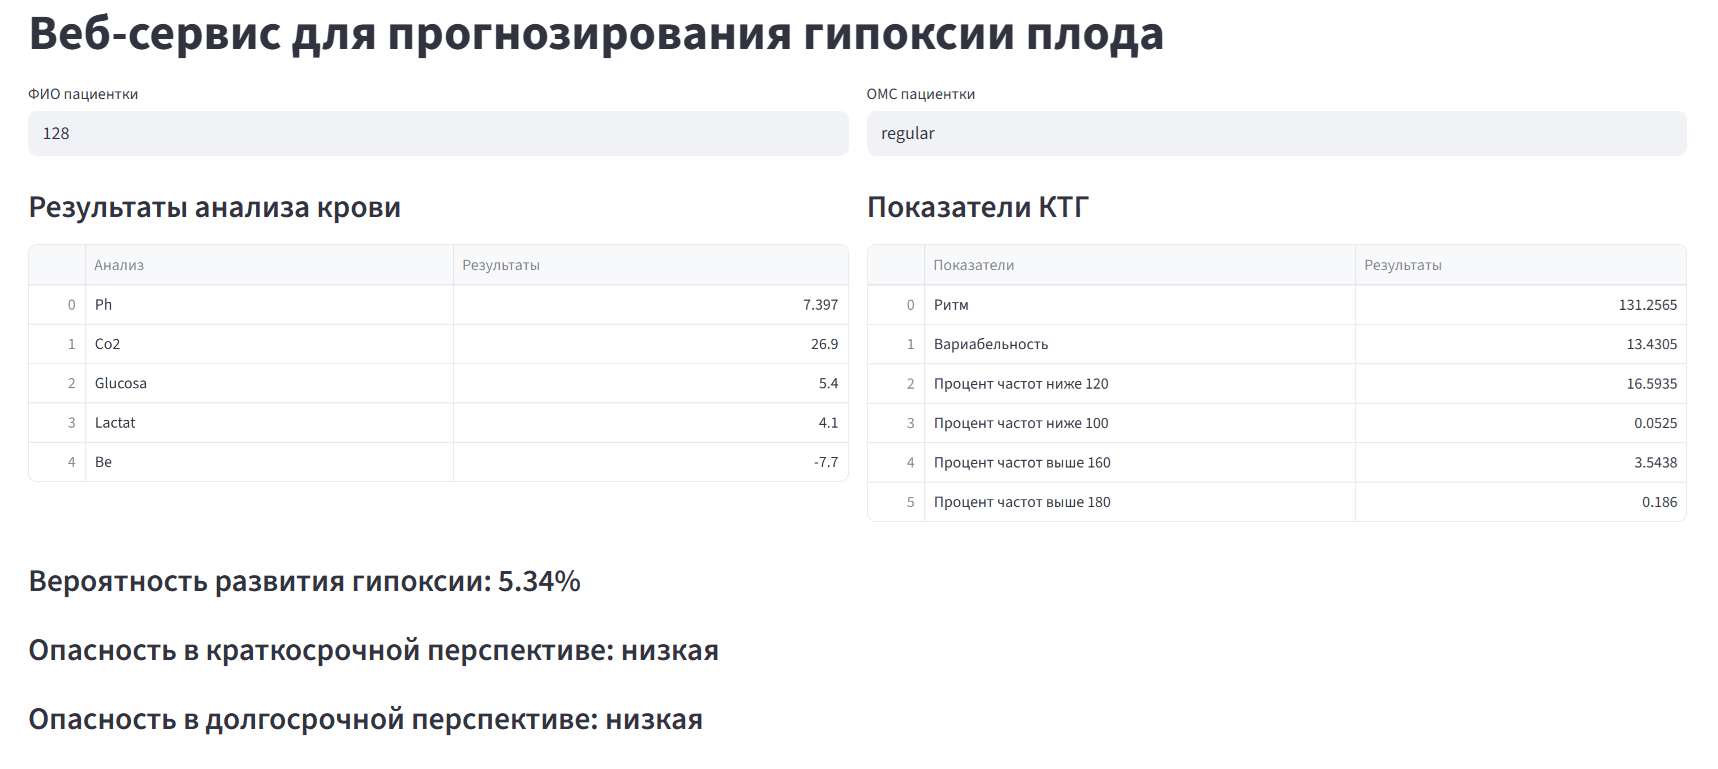 Веб-сервис для прогнозирования гипоксии плода
ФИО пациентки
128
ОМС пациентки
regular
Результаты анализа крови
Анализ Результаты
0 Ph 7.397
1 Co2 26.9
2 Glucosa 5.4
3 Lactat 4.1
4 Be -7.7
Показатели КТГ
Показатели Результаты
0 Ритм 131.2565
1 Вариабельность 13.4305
2 Процент частот ниже 120 16.5935
3 Процент частот ниже 100 0.0525
4 Процент частот выше 160 3.5438
5 Процент частот выше 180 0.186
Вероятность развития гипоксии: 5.34%
Опасность в краткосрочной перспективе: низкая
Опасность в долгосрочной перспективе: низкая